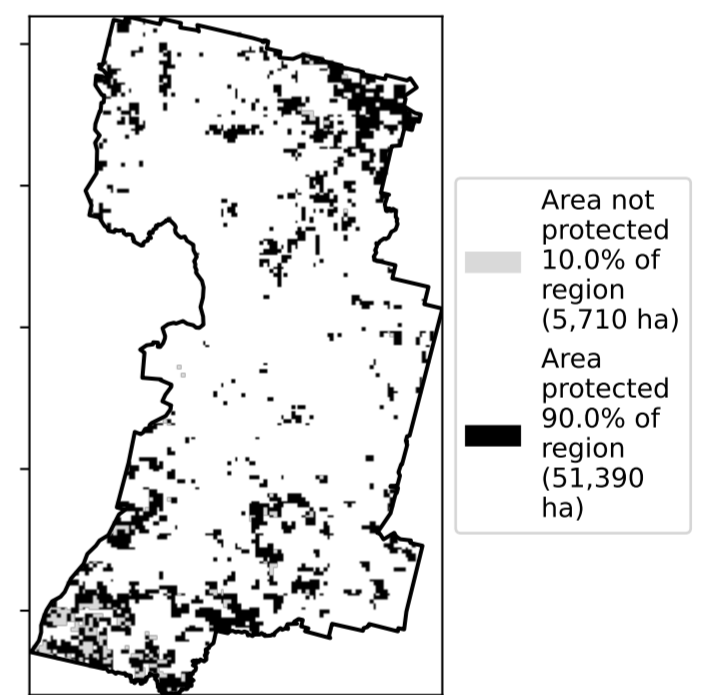 Area not
protected
10.0% of
region
(5,710 ha)
Area
protected
90.0% of
region
(51,390
ha)